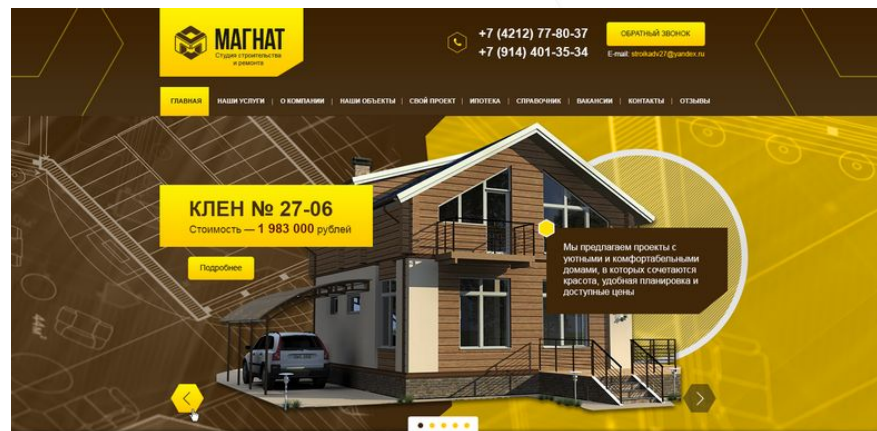 МАГНАТ
Студия строительства
и ремонта
+7 (4212) 77-80-37
+7 (914) 401-35-34
ОБРАТНЫЙ ЗВОНОК
E-mail: stroikadv27@yandex.ru
ГЛАВНАЯ НАШИ УСЛУГИ | О КОМПАНИИ | НАШИ ОБЪЕКТЫ | СВОЙ ПРОЕКТ | ИПОТЕКА | СПРАВОЧНИК | ВАКАНСИИ | КОНТАКТЫ | ОТЗЫВЫ
КЛЕН № 27-06
Стоимость — 1 983 000 рублей
Подробнее
Мы предлагаем проекты с
уютными и комфортабельными
домами, в которых сочетаются
красота, удобная планировка и
доступные цены